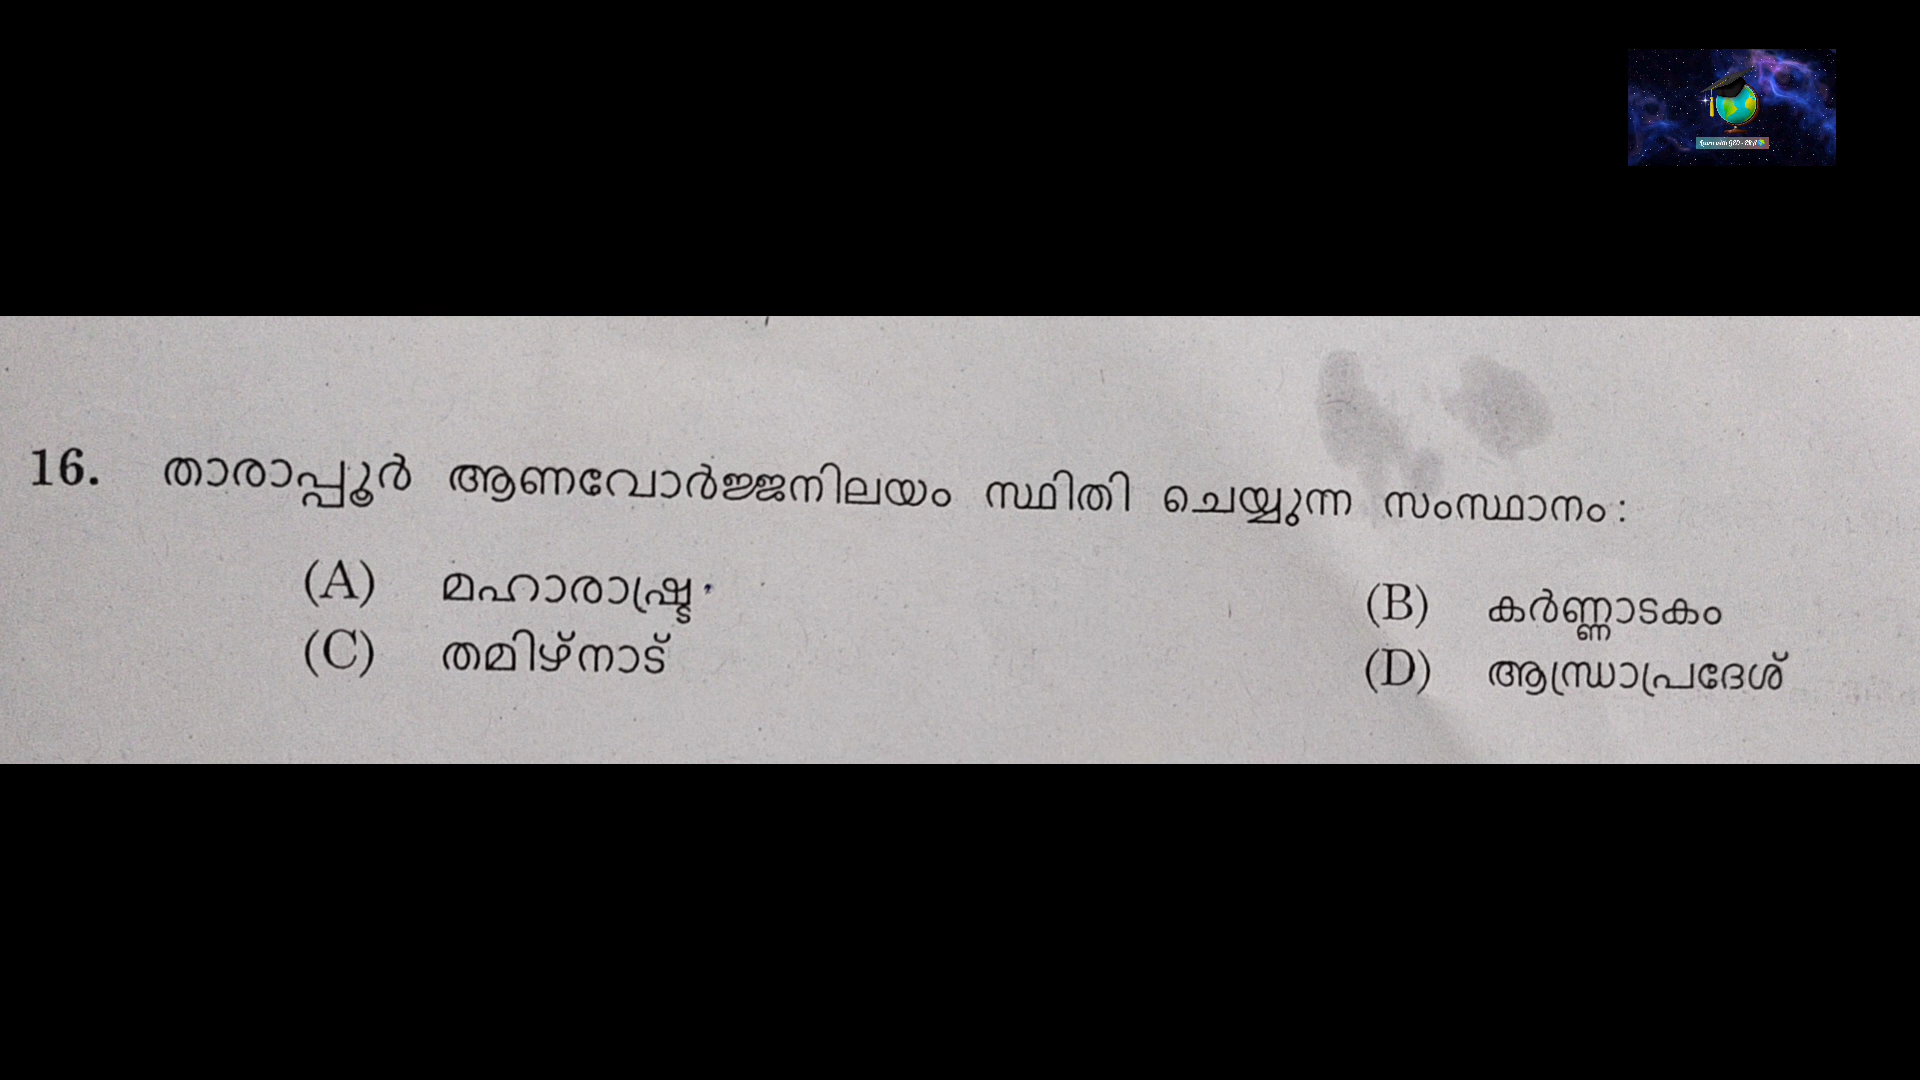 16. താരാപ്പൂർ ആണവോർജ്ജനിലയം സ്ഥിതി ചെയ്യുന്ന സംസ്ഥാനം :
(A) മഹാരാഷ്ട്ര (B) കർണ്ണാടകം
(C) തമിഴ്‌നാട് (D) ആന്ധ്രാപ്രദേശ്